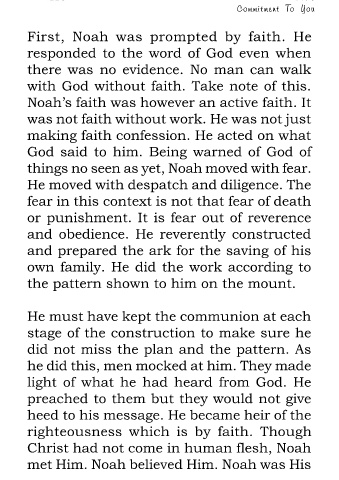 Commitment To You
First, Noah was prompted by faith. He
responded to the word of God even when
there was no evidence. No man can walk
with God without faith. Take note of this.
Noah's faith was however an active faith. It
was not faith without work. He was not just
making faith confession. He acted on what
God said to him. Being warned of God of
things no seen as yet, Noah moved with fear.
He moved with despatch and diligence. The
fear in this context is not that fear of death
or punishment. It is fear out of reverence
and obedience. He reverently constructed
and prepared the ark for the saving of his
own family. He did the work according to
the pattern shown to him on the mount.
He must have kept the communion at each
stage of the construction to make sure he
did not miss the plan and the pattern. As
he did this, men mocked at him. They made
light of what he had heard from God. He
preached to them but they would not give
heed to his message. He became heir of the
righteousness which is by faith. Though
Christ had not come in human flesh, Noah
met Him. Noah believed Him. Noah was His